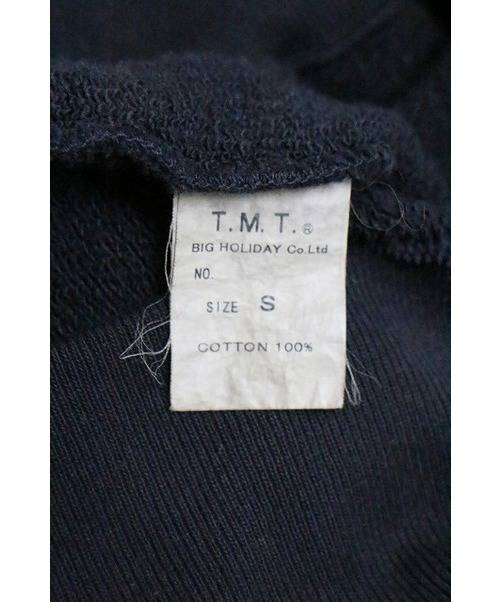 T.M.T.®
BIG HOLIDAY Co.Ltd
NO.
SIZE S
COTTON 100%